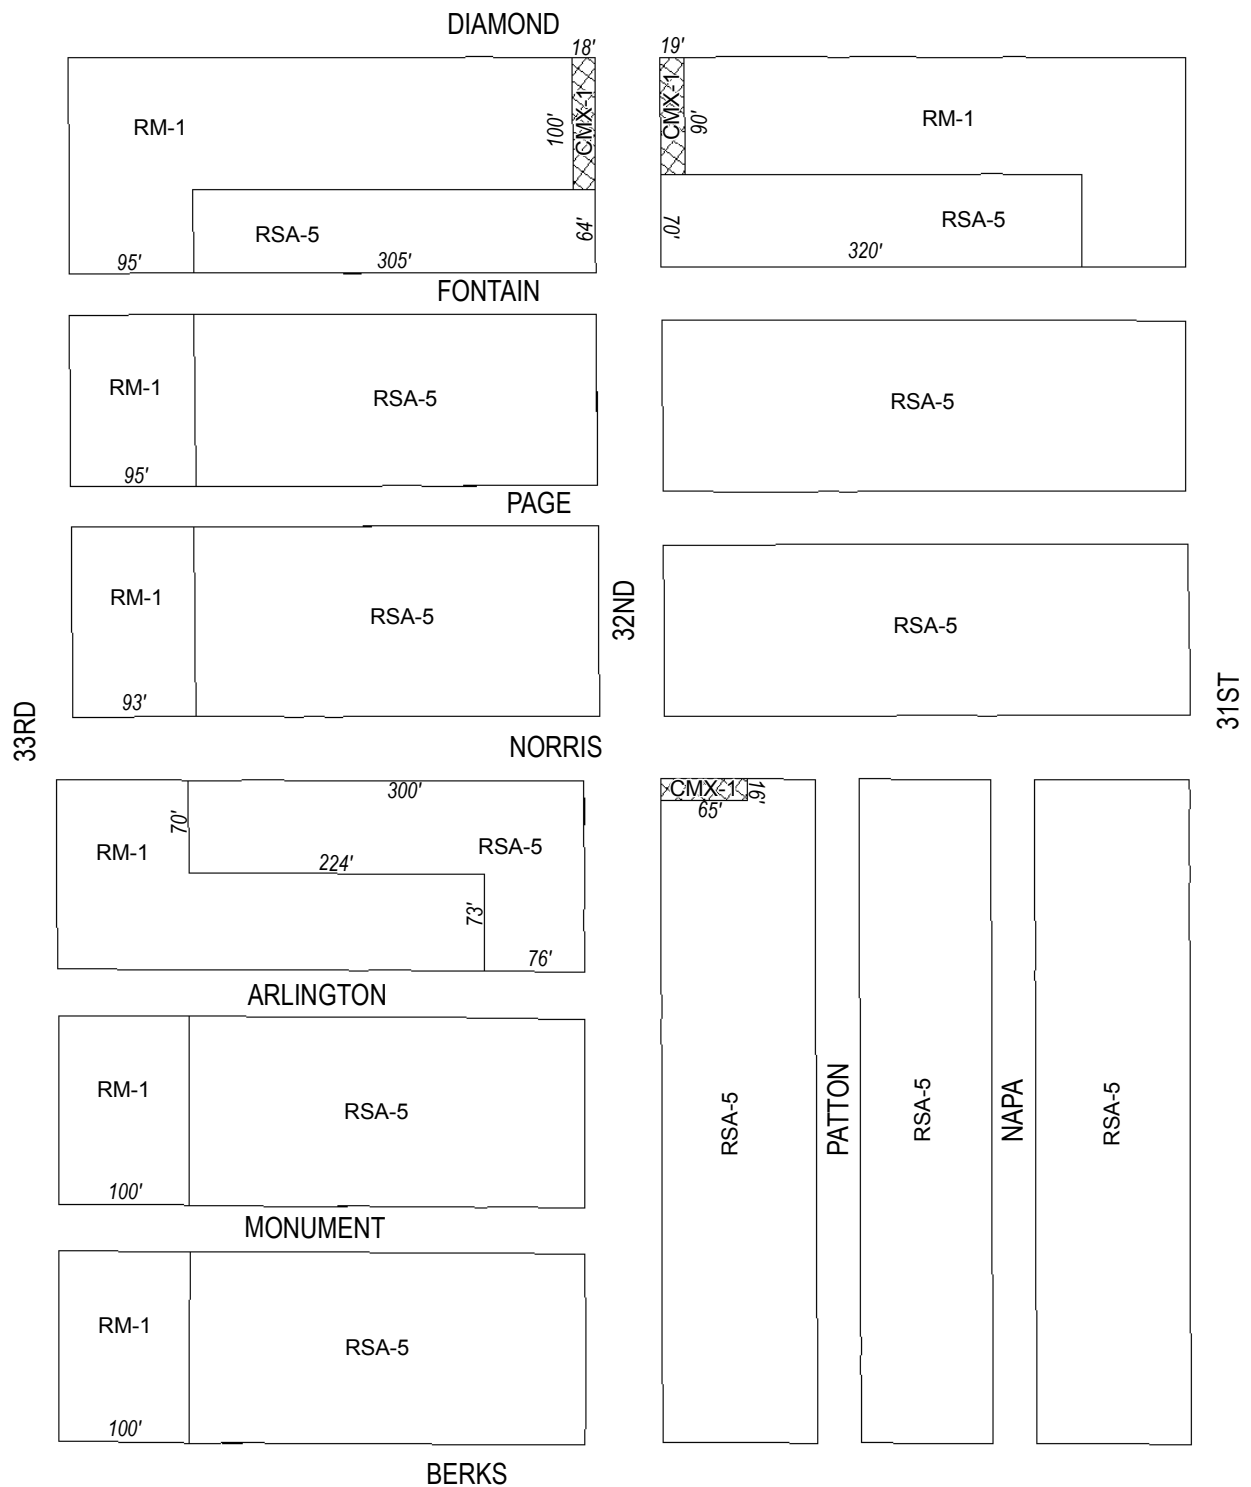 DIAMOND
18' 19'
RM-1 100' CMX-1 CMX-1 90' RM-1
RSA-5 64' 70' RSA-5
95' 305' 320'
FONTAIN
RM-1 RSA-5 RSA-5
95'
PAGE
RM-1 RSA-5 32ND RSA-5
93'
33RD 31ST
NORRIS
300' CMX-1 16'
70' 65'
RM-1 RSA-5
224'
73'
76'
ARLINGTON
RM-1 RSA-5 RSA-5 PATTON RSA-5 NAPA RSA-5
100'
MONUMENT
RM-1 RSA-5
100'
BERKS